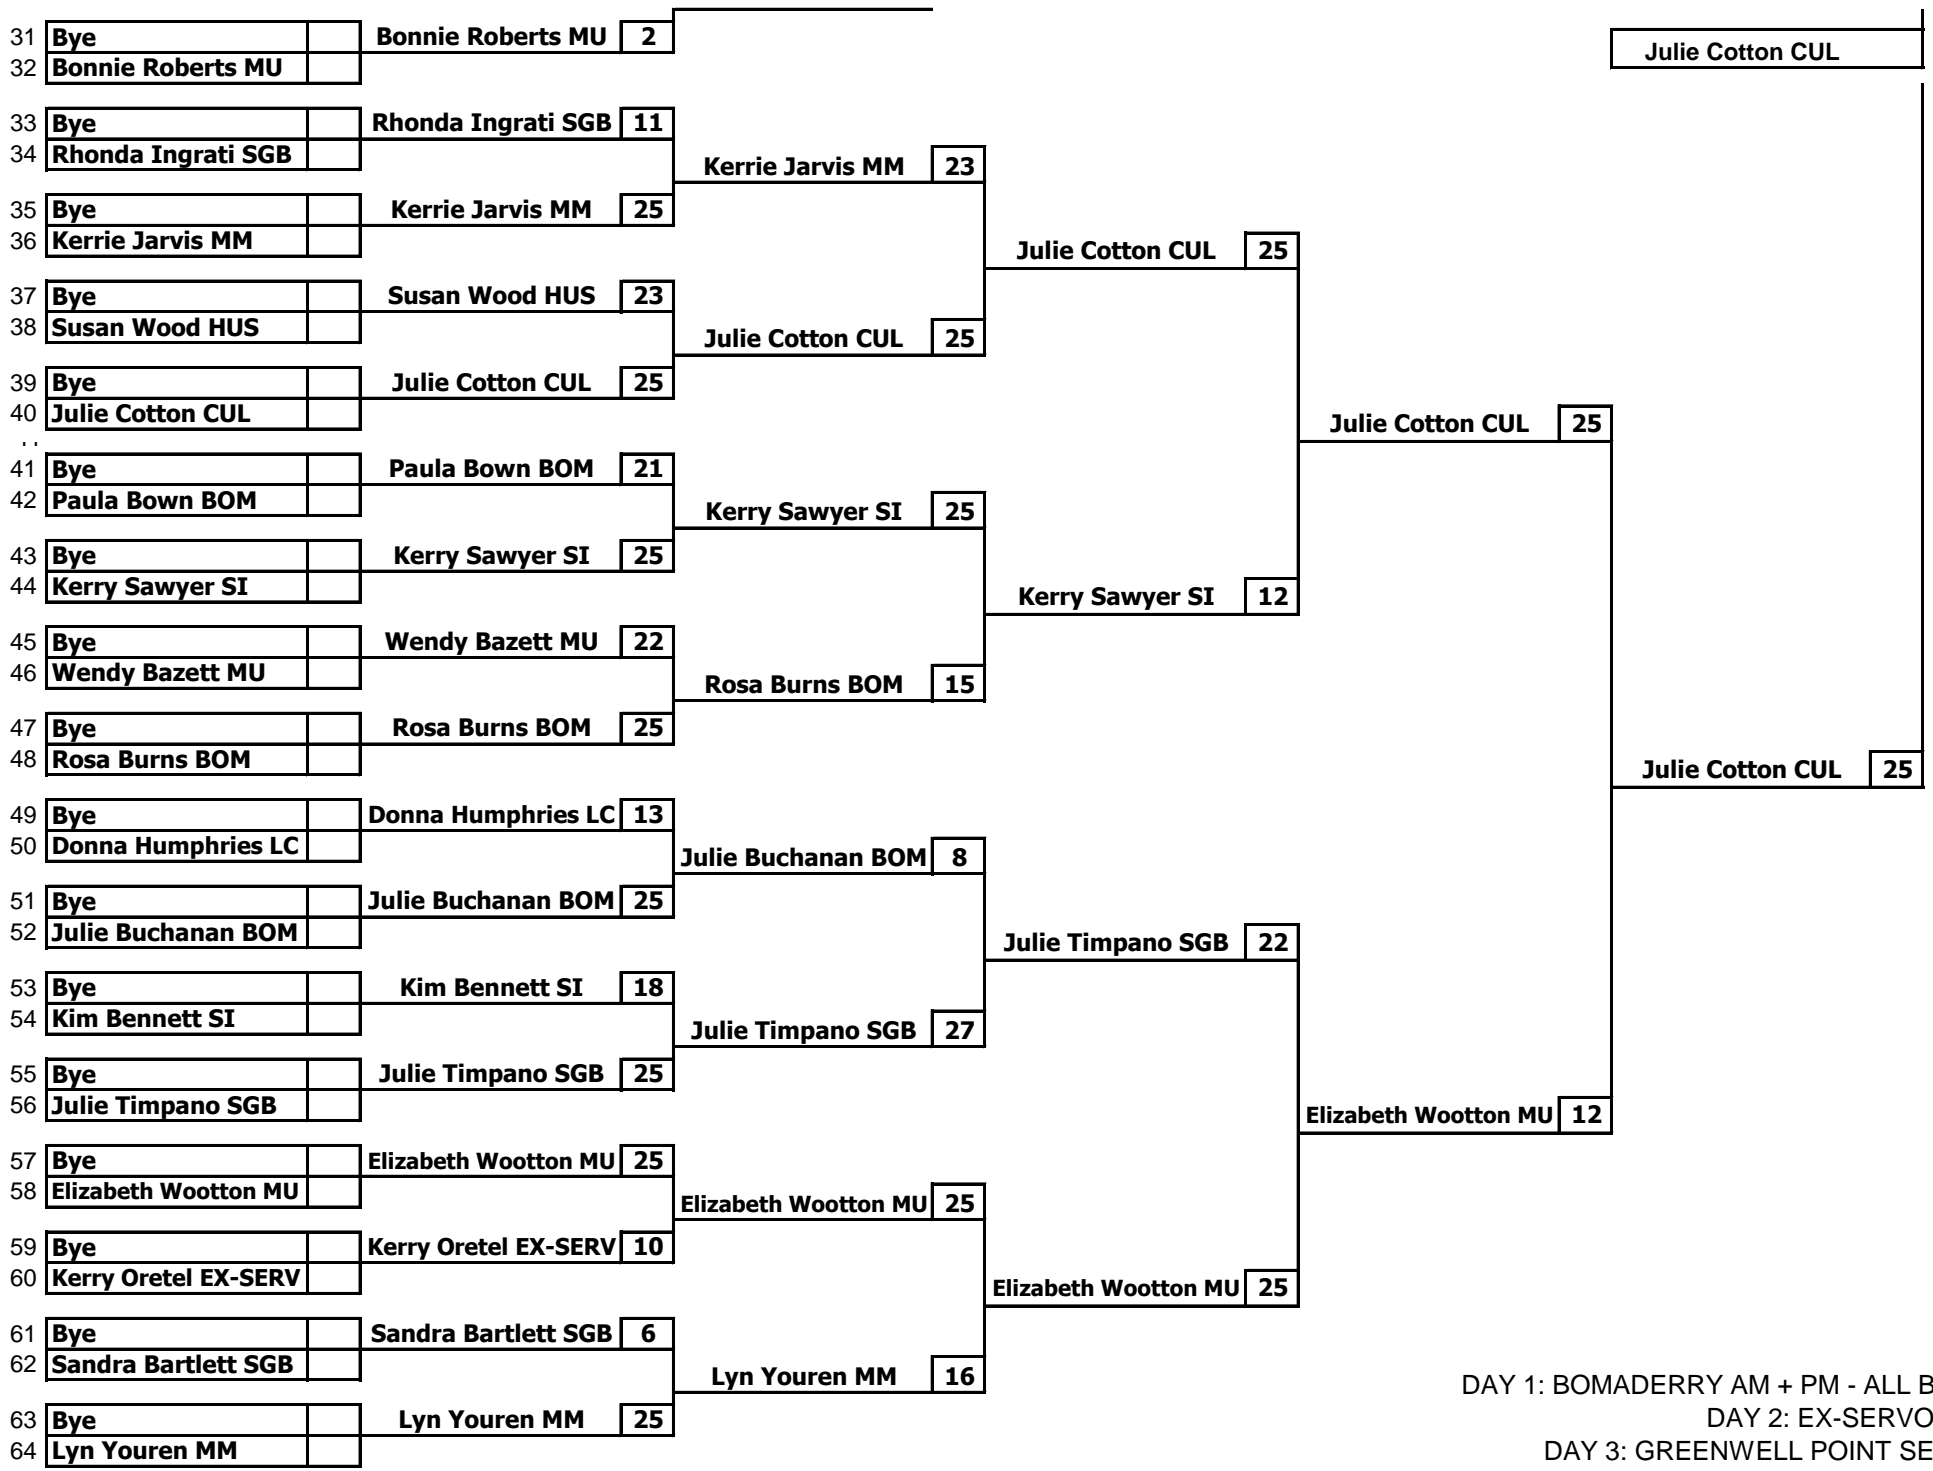 31 Bye Bonnie Roberts MU 2
Julie Cotton CUL
32 Bonnie Roberts MU
33 Bye Rhonda Ingrati SGB 11
34 Rhonda Ingrati SGB
Kerrie Jarvis MM 23
35 Bye Kerrie Jarvis MM 25
36 Kerrie Jarvis MM
Julie Cotton CUL 25
37 Bye Susan Wood HUS 23
38 Susan Wood HUS
Julie Cotton CUL 25
39 Bye Julie Cotton CUL 25
40 Julie Cotton CUL
Julie Cotton CUL 25
41 Bye Paula Bown BOM 21
42 Paula Bown BOM
Kerry Sawyer SI 25
43 Bye Kerry Sawyer SI 25
44 Kerry Sawyer SI
Kerry Sawyer SI 12
45 Bye Wendy Bazett MU 22
46 Wendy Bazett MU
Rosa Burns BOM 15
47 Bye Rosa Burns BOM 25
48 Rosa Burns BOM
Julie Cotton CUL 25
49 Bye Donna Humphries LC 13
50 Donna Humphries LC
Julie Buchanan BOM 8
51 Bye Julie Buchanan BOM 25
52 Julie Buchanan BOM
Julie Timpano SGB 22
53 Bye Kim Bennett SI 18
54 Kim Bennett SI
Julie Timpano SGB 27
55 Bye Julie Timpano SGB 25
56 Julie Timpano SGB
Elizabeth Wootton MU 12
57 Bye Elizabeth Wootton MU 25
58 Elizabeth Wootton MU
Elizabeth Wootton MU 25
59 Bye Kerry Oretel EX-SERV 10
60 Kerry Oretel EX-SERV
Elizabeth Wootton MU 25
61 Bye Sandra Bartlett SGB 6
62 Sandra Bartlett SGB
Lyn Youren MM 16
DAY 1: BOMADERRY AM + PM - ALL B
63 Bye Lyn Youren MM 25
DAY 2: EX-SERVO
64 Lyn Youren MM
DAY 3: GREENWELL POINT SE